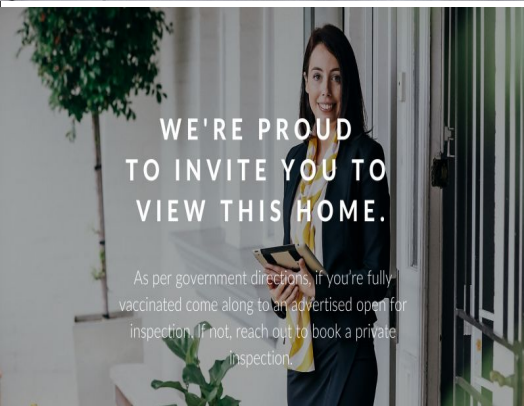 WE'RE PROUD
TO INVITE YOU TO
VIEW THIS HOME.
As per government directions, if you're fully
vaccinated come along to an advertised open for
inspection. If not, reach out to book a private
inspection.